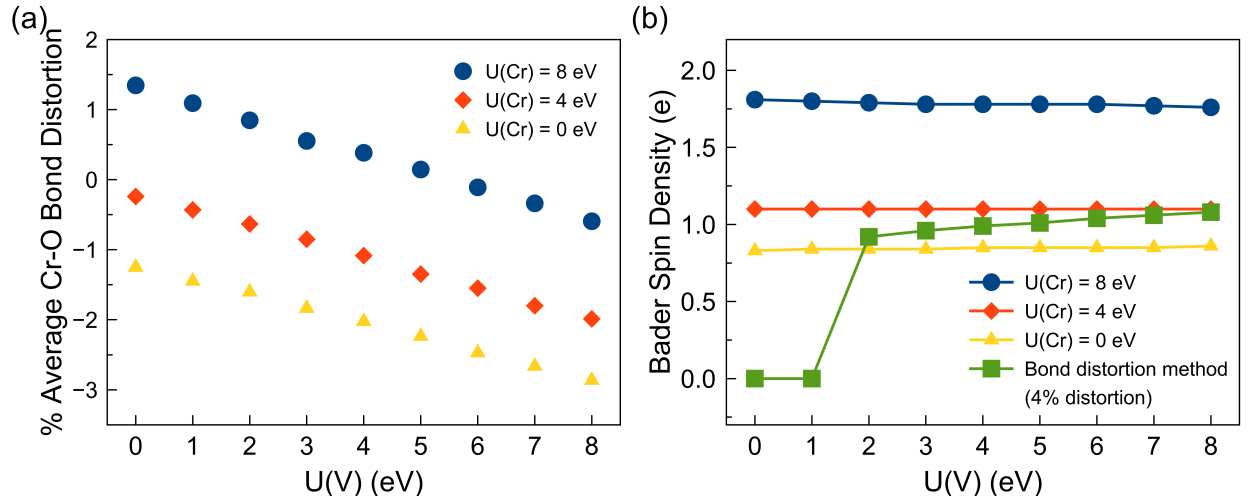 (a)
% Average Cr-O Bond Distortion
2
1
0
−1
−2
−3
U(Cr) = 8 eV
U(Cr) = 4 eV
U(Cr) = 0 eV
0 1 2 3 4 5 6 7 8
U(V) (eV)
(b)
Bader Spin Density (e)
2.0
1.5
1.0
0.5
0.0
U(Cr) = 8 eV
U(Cr) = 4 eV
U(Cr) = 0 eV
Bond distortion method
(4% distortion)
0 1 2 3 4 5 6 7 8
U(V) (eV)